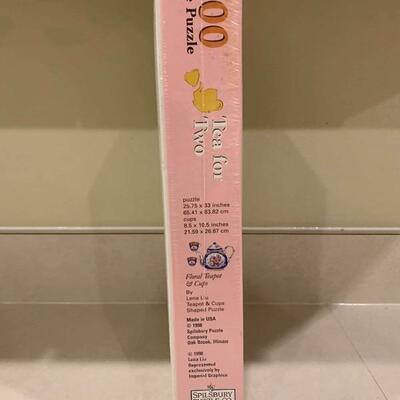 00
Puzzle
Tea for
Two
puzzle
25.75 x 33 inches
65.41 x 83.82 cm
cups
8.5 x 10.5 inches
21.59 x 26.67 cm
Floral Teapot
& Cups
By
Lena Liu
Teapot & Cups
Shaped Puzzle
Made in USA
© 1998
Spilsbury Puzzle
Company
Oak Brook, Illinois
© 1998
Lena Liu
Represented
exclusively by
Imperial Graphics
SPILSBURY
PUZZLE CO.